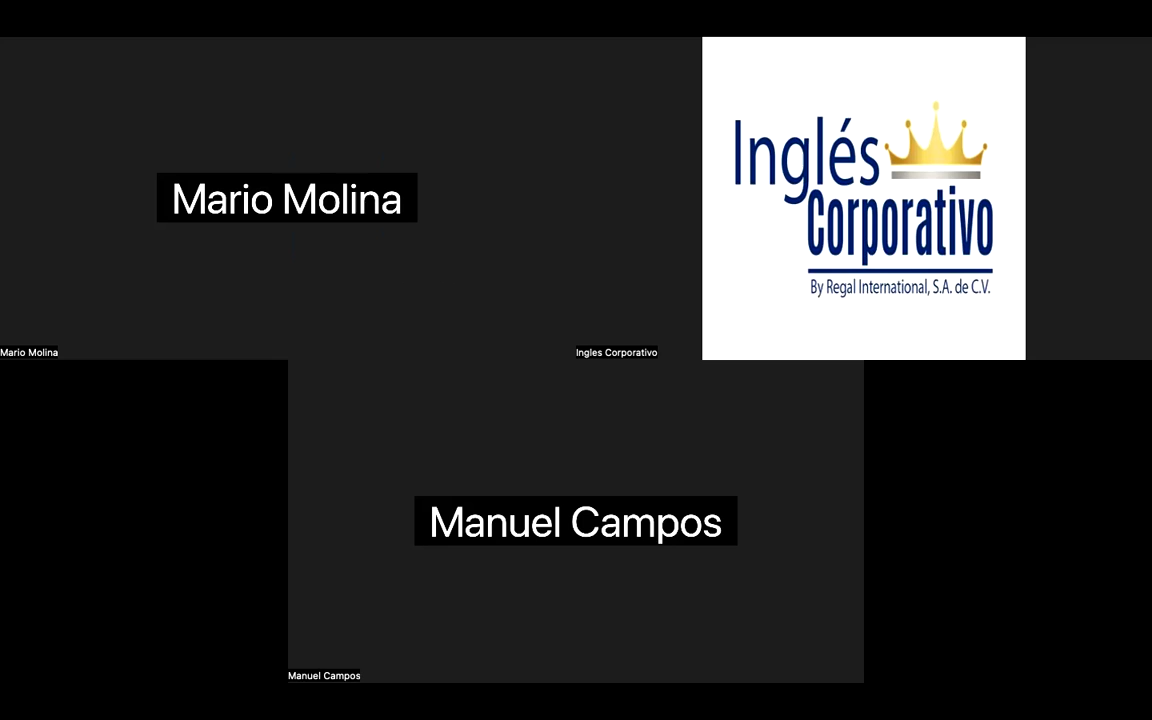 Mario Molina
Inglés
Corporativo
By Regal International, S.A. de C.V.
Mario Molina
Ingles Corporativo
Manuel Campos
Manuel Campos